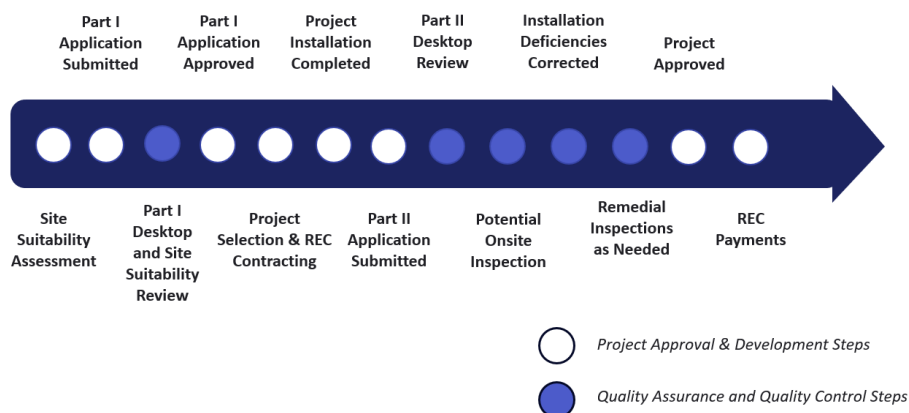 Part I
Application
Submitted
Part I
Application
Approved
Project
Installation
Completed
Part II
Desktop
Review
Installation
Deficiencies
Corrected
Project
Approved
Site
Suitability
Assessment
Part I
Desktop
and Site
Suitability
Review
Project
Selection & REC
Contracting
Part II
Application
Submitted
Potential
Onsite
Inspection
Remedial
Inspections
as Needed
REC
Payments
Project Approval & Development Steps
Quality Assurance and Quality Control Steps